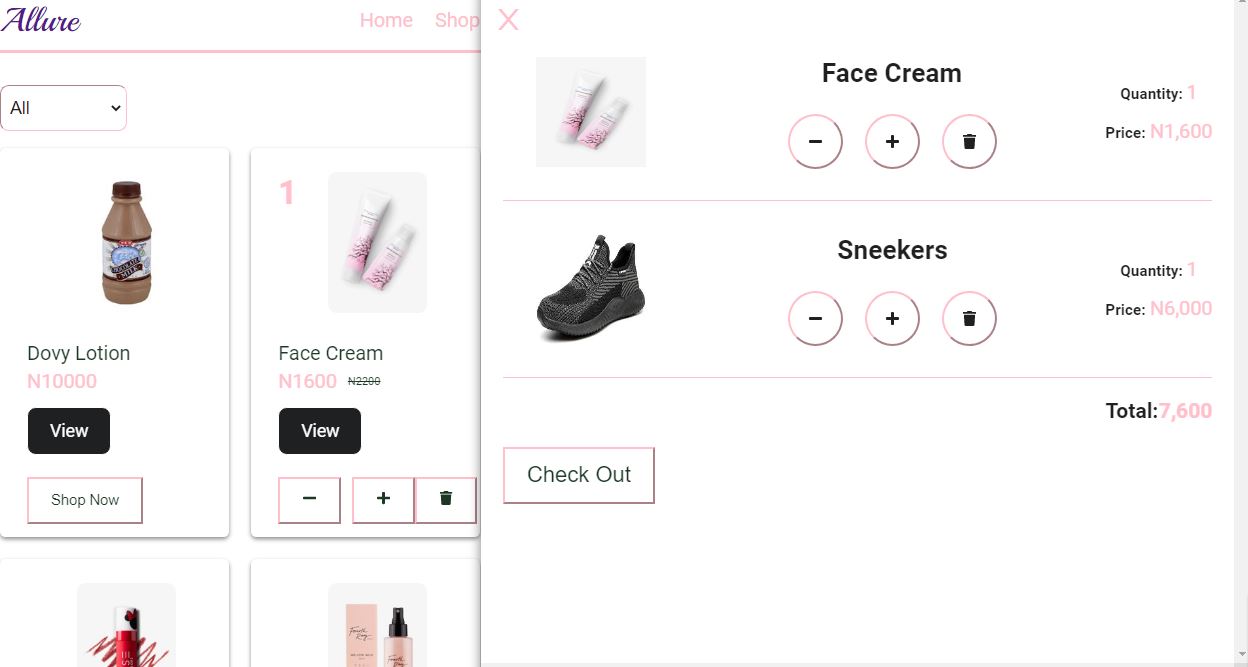 Allure
Home Shop
All
1
Dovy Lotion
N10000
View
Shop Now
Face Cream
N1600 N2200
View
X
Face Cream
Quantity: 1
Price: N1,600
Sneekers
Quantity: 1
Price: N6,000
Total:7,600
Check Out